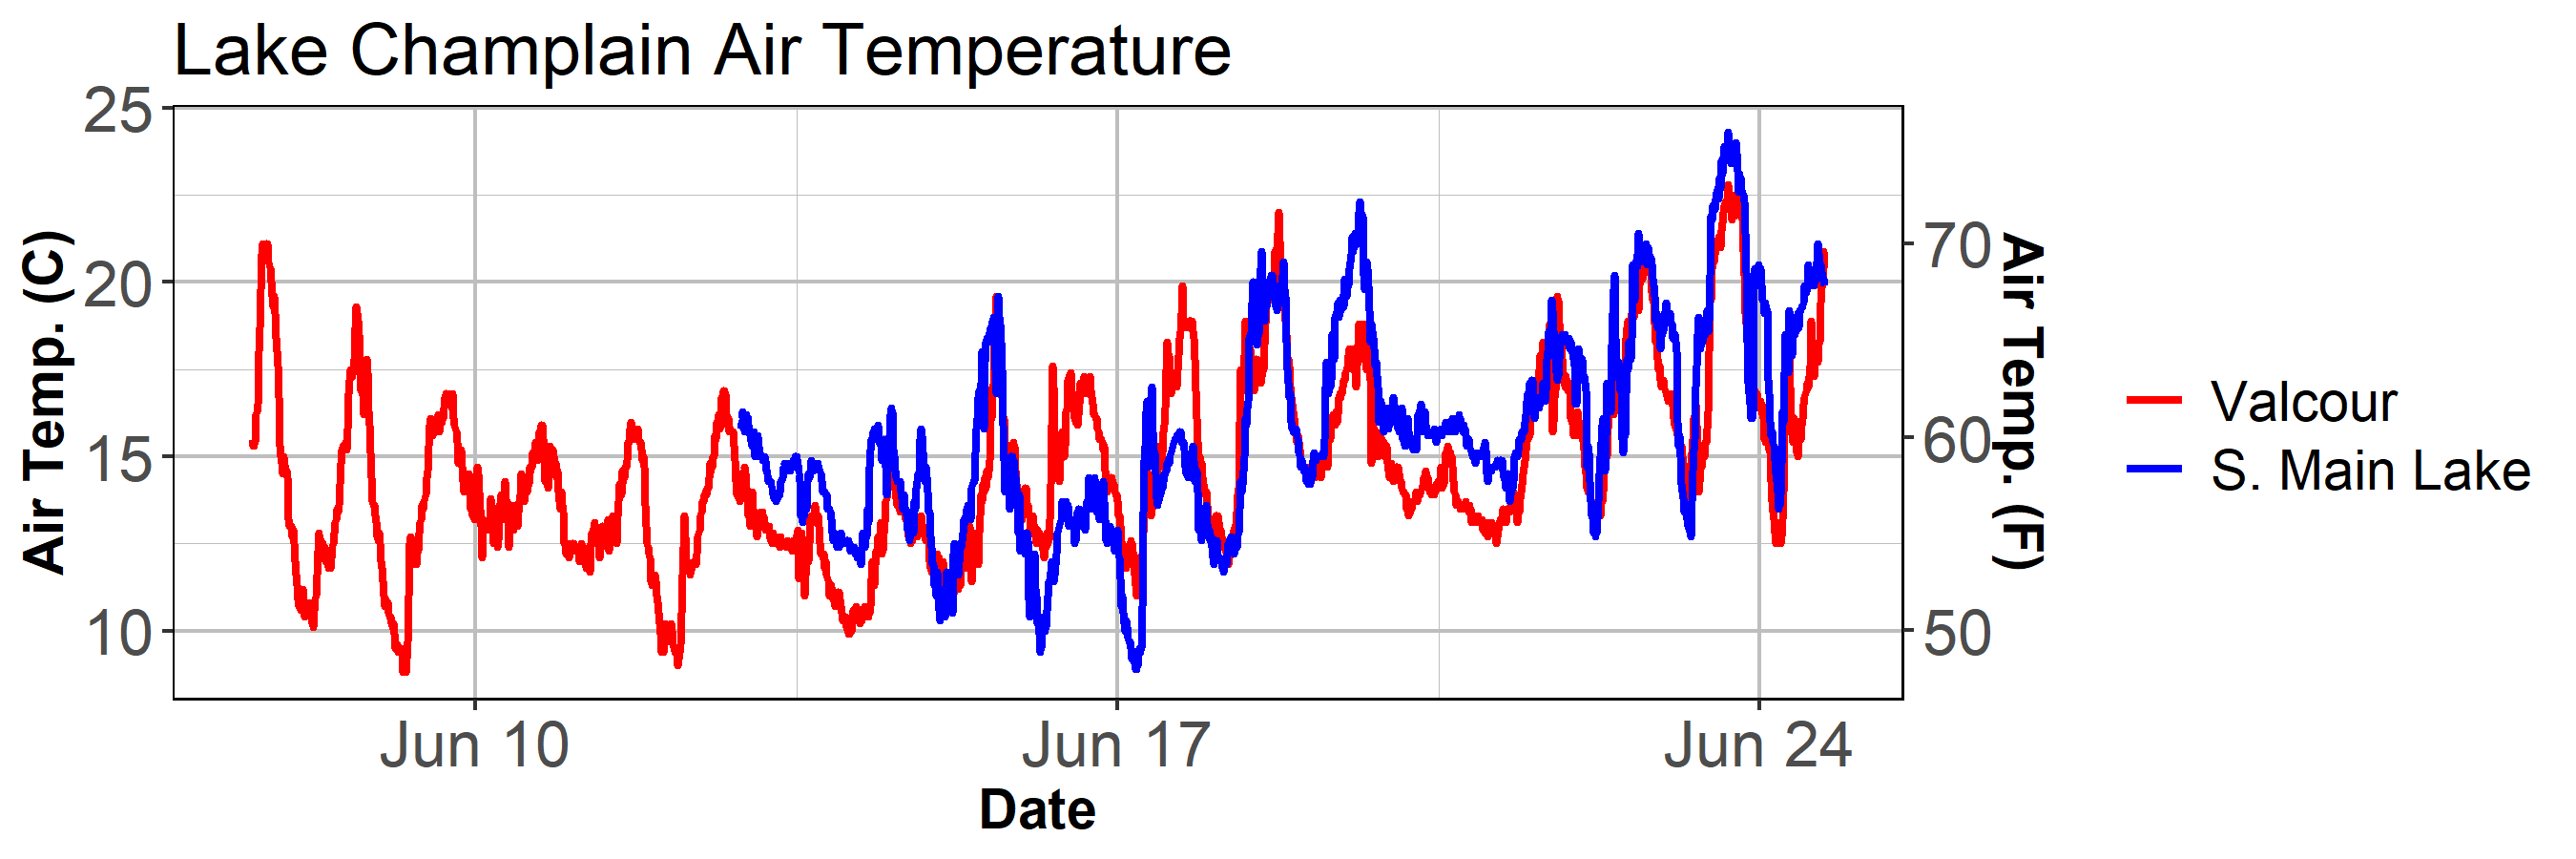 Lake Champlain Air Temperature
25
20
15
10
Air Temp. (C)
70
60
50
Air Temp. (F)
Jun 10
Jun 17
Jun 24
Date
Valcour
S. Main Lake